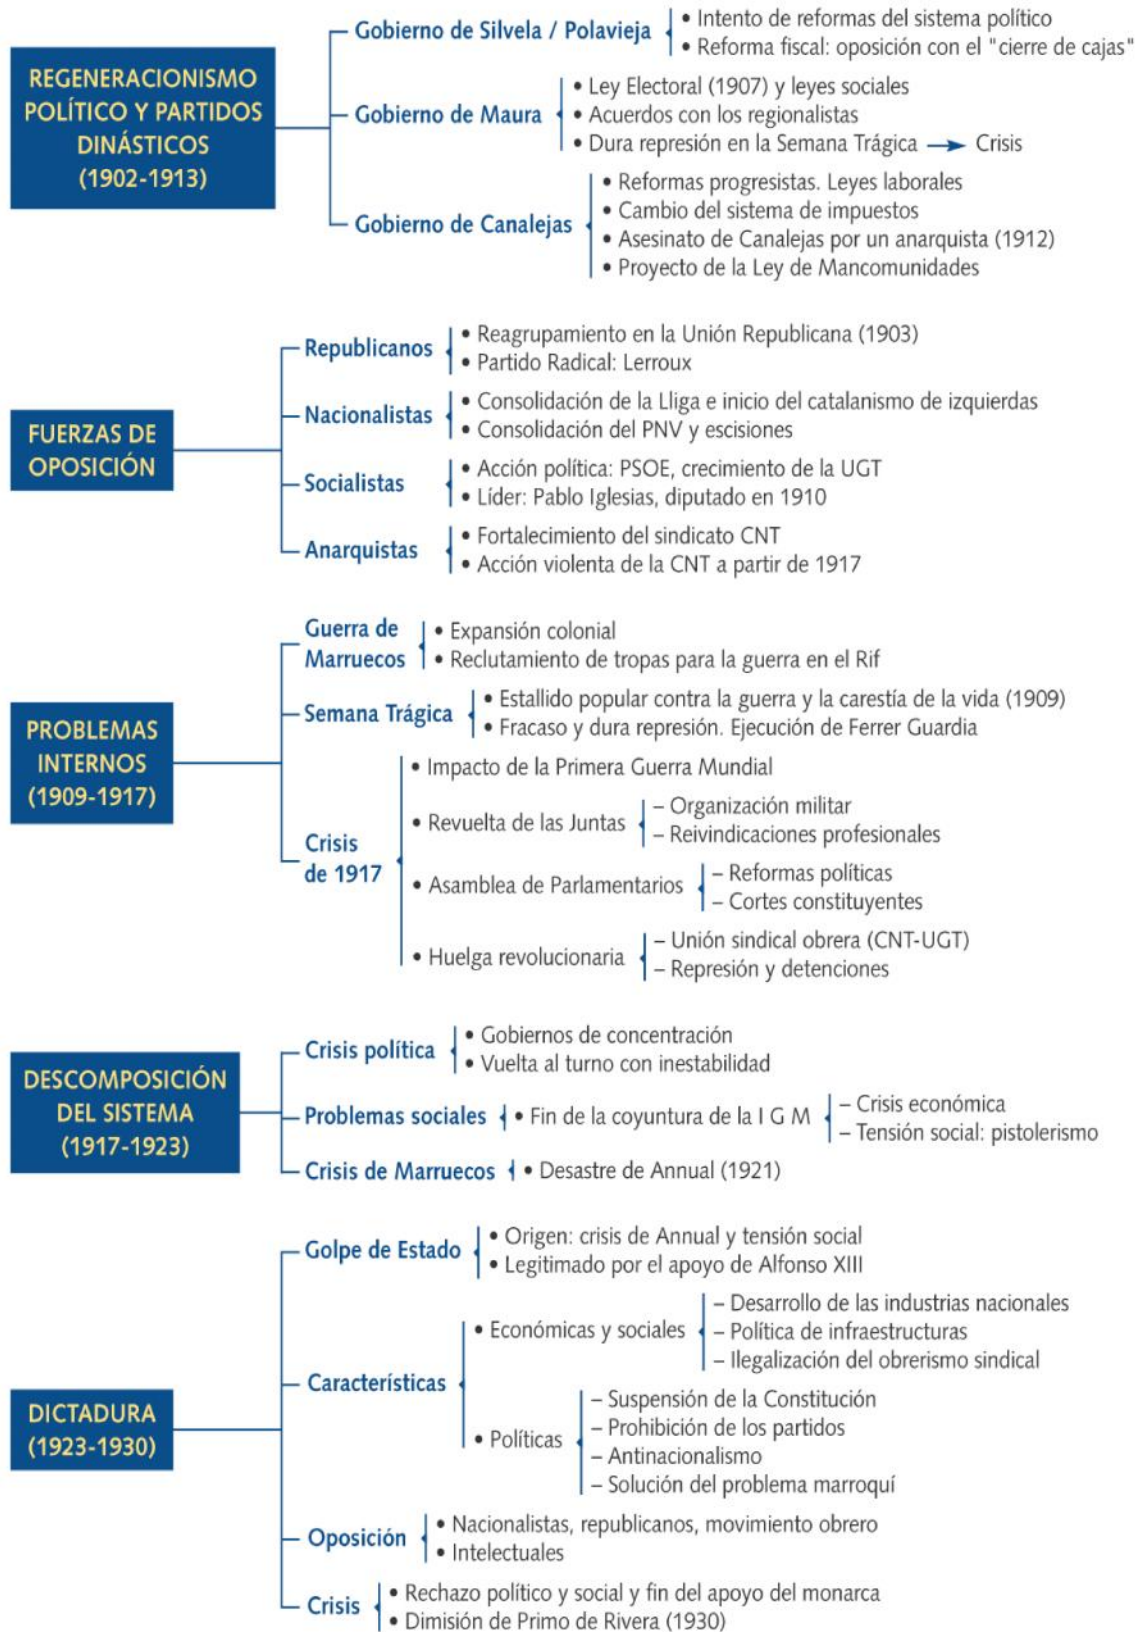 REGENERACIONISMO
POLÍTICO Y PARTIDOS
DINÁSTICOS
(1902-1913)
Gobierno de Silvela / Polavieja
• Intento de reformas del sistema político
• Reforma fiscal: oposición con el "cierre de cajas"
Gobierno de Maura
• Ley Electoral (1907) y leyes sociales
• Acuerdos con los regionalistas
• Dura represión en la Semana Trágica → Crisis
Gobierno de Canalejas
• Reformas progresistas. Leyes laborales
• Cambio del sistema de impuestos
• Asesinato de Canalejas por un anarquista (1912)
• Proyecto de la Ley de Mancomunidades
FUERZAS DE
OPOSICIÓN
Republicanos
• Reagrupamiento en la Unión Republicana (1903)
• Partido Radical: Lerroux
Nacionalistas
• Consolidación de la Lliga e inicio del catalanismo de izquierdas
• Consolidación del PNV y escisiones
Socialistas
• Acción política: PSOE, crecimiento de la UGT
• Líder: Pablo Iglesias, diputado en 1910
Anarquistas
• Fortalecimiento del sindicato CNT
• Acción violenta de la CNT a partir de 1917
PROBLEMAS
INTERNOS
(1909-1917)
Guerra de
Marruecos
• Expansión colonial
• Reclutamiento de tropas para la guerra en el Rif
Semana Trágica
• Estallido popular contra la guerra y la carestía de la vida (1909)
• Fracaso y dura represión. Ejecución de Ferrer Guardia
Crisis
de 1917
• Impacto de la Primera Guerra Mundial
• Revuelta de las Juntas
– Organización militar
– Reivindicaciones profesionales
• Asamblea de Parlamentarios
– Reformas políticas
– Cortes constituyentes
• Huelga revolucionaria
– Unión sindical obrera (CNT-UGT)
– Represión y detenciones
DESCOMPOSICIÓN
DEL SISTEMA
(1917-1923)
Crisis política
• Gobiernos de concentración
• Vuelta al turno con inestabilidad
Problemas sociales
• Fin de la coyuntura de la I G M
– Crisis económica
– Tensión social: pistolerismo
Crisis de Marruecos
• Desastre de Annual (1921)
DICTADURA
(1923-1930)
Golpe de Estado
• Origen: crisis de Annual y tensión social
• Legitimado por el apoyo de Alfonso XIII
Características
• Económicas y sociales
– Desarrollo de las industrias nacionales
– Política de infraestructuras
– Ilegalización del obrerismo sindical
• Políticas
– Suspensión de la Constitución
– Prohibición de los partidos
– Antinacionalismo
– Solución del problema marroquí
Oposición
• Nacionalistas, republicanos, movimiento obrero
• Intelectuales
Crisis
• Rechazo político y social y fin del apoyo del monarca
• Dimisión de Primo de Rivera (1930)